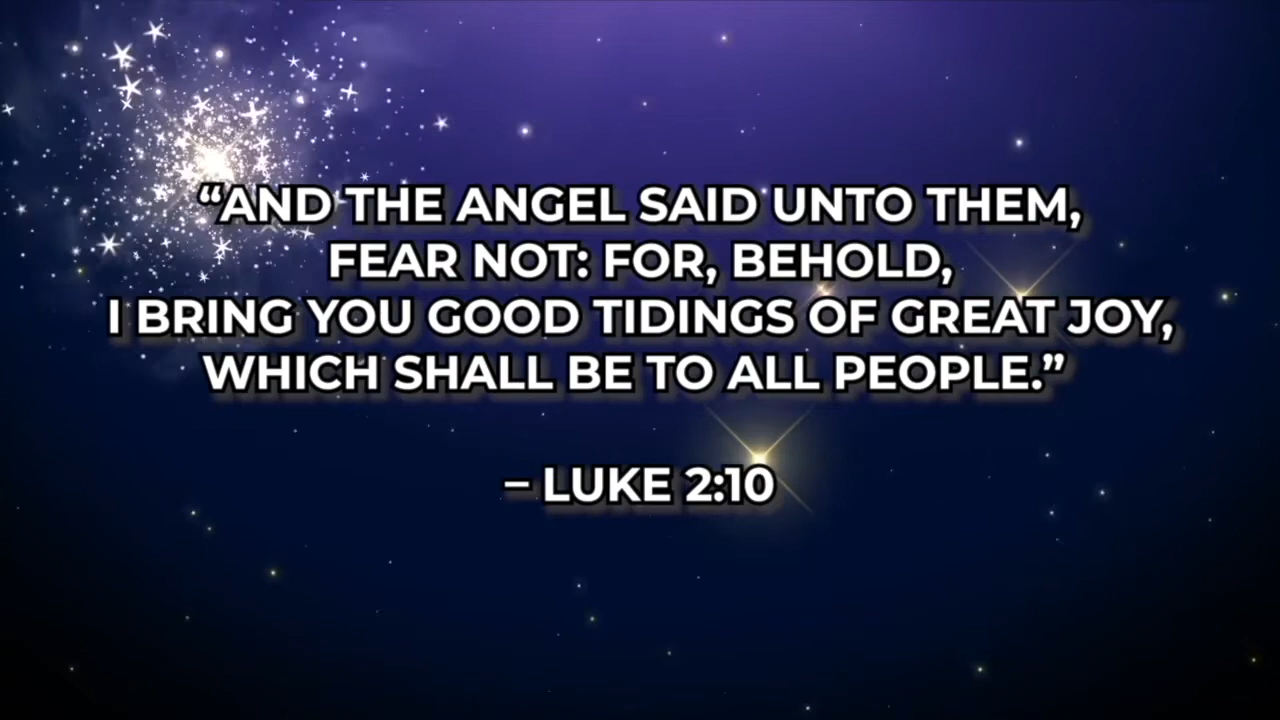 “AND THE ANGEL SAID UNTO THEM,
FEAR NOT: FOR, BEHOLD,
I BRING YOU GOOD TIDINGS OF GREAT JOY,
WHICH SHALL BE TO ALL PEOPLE.”
– LUKE 2:10